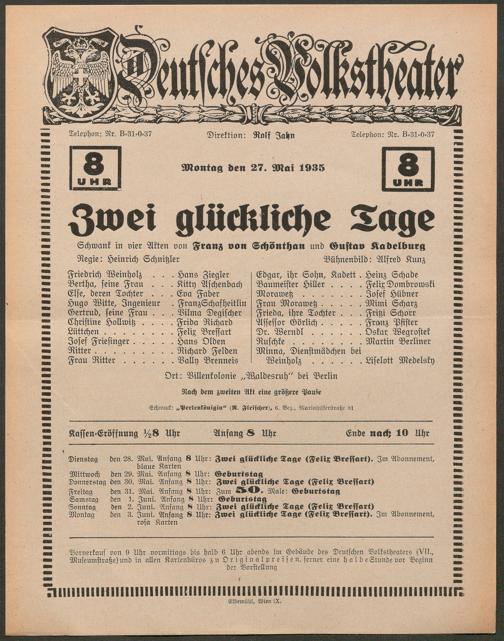 Deutsches Volkstheater
Telephon: Nr. B-31-0-37 Direktion: Rolf Jahn Telephon: Nr. B-31-0-37
8 UHR Montag den 27. Mai 1935 8 UHR
Zwei glückliche Tage
Schwank in vier Akten von Franz von Schönthan und Gustav Kadelburg
Regie: Heinrich Schnitzler Bühnenbild: Alfred Kunz
Friedrich Weinholz . . . Hans Ziegler
Bertha, seine Frau . . . Kitty Aschenbach
Else, deren Tochter . . Eva Faber
Hugo Witte, Ingenieur . Franz Schafheitlin
Gertrud, seine Frau . . Vilma Degischer
Christine Hollwitz . . . Frida Richard
Lüttchen . . . Felix Bressart
Josef Friesinger . . . Hans Olden
Ritter . . . Richard Felden
Frau Ritter . . . Vally Brenneis
Edgar, ihr Sohn, Kadett . Heinz Schade
Baumeister Hiller . . . Felix Dombrowski
Morawetz . . . Josef Hübner
Frau Morawetz . . . Mimi Scharz
Frieda, ihre Tochter . . Fritzi Schorr
Assessor Görlich . . . Franz Pfister
Dr. Werndl . . . Oskar Wegrostek
Ruschke . . . Martin Berliner
Minna, Dienstmädchen bei
Weinholz . . . Liselott Medelsky
Ort: Villenkolonie „Waldesruh" bei Berlin
Nach dem zweiten Akt eine größere Pause
Schmuck: „Perlenkönigin" (R. Fleischer), 6. Bez., Mariahilferstraße 81
Kassen-Eröffnung ½8 Uhr Anfang 8 Uhr Ende nach 10 Uhr
Dienstag den 28. Mai. Anfang 8 Uhr: Zwei glückliche Tage (Felix Bressart). Im Abonnement,
blaue Karten
Mittwoch den 29. Mai. Anfang 8 Uhr: Geburtstag
Donnerstag den 30. Mai. Anfang 8 Uhr: Zwei glückliche Tage (Felix Bressart)
Freitag den 31. Mai. Anfang 8 Uhr: Zum 50. Male: Geburtstag
Samstag den 1. Juni. Anfang 8 Uhr: Geburtstag
Sonntag den 2. Juni. Anfang 8 Uhr: Zwei glückliche Tage (Felix Bressart)
Montag den 3. Juni. Anfang 8 Uhr: Zwei glückliche Tage (Felix Bressart). Im Abonnement,
rosa Karten
Vorverkauf von 9 Uhr vormittags bis halb 6 Uhr abends im Gebäude des Deutschen Volkstheaters (VII.,
Museumstraße) und in allen Kartenbüros zu Originalpreisen, ferner eine halbe Stunde vor Beginn
der Vorstellung
Elbemühl, Wien IX.